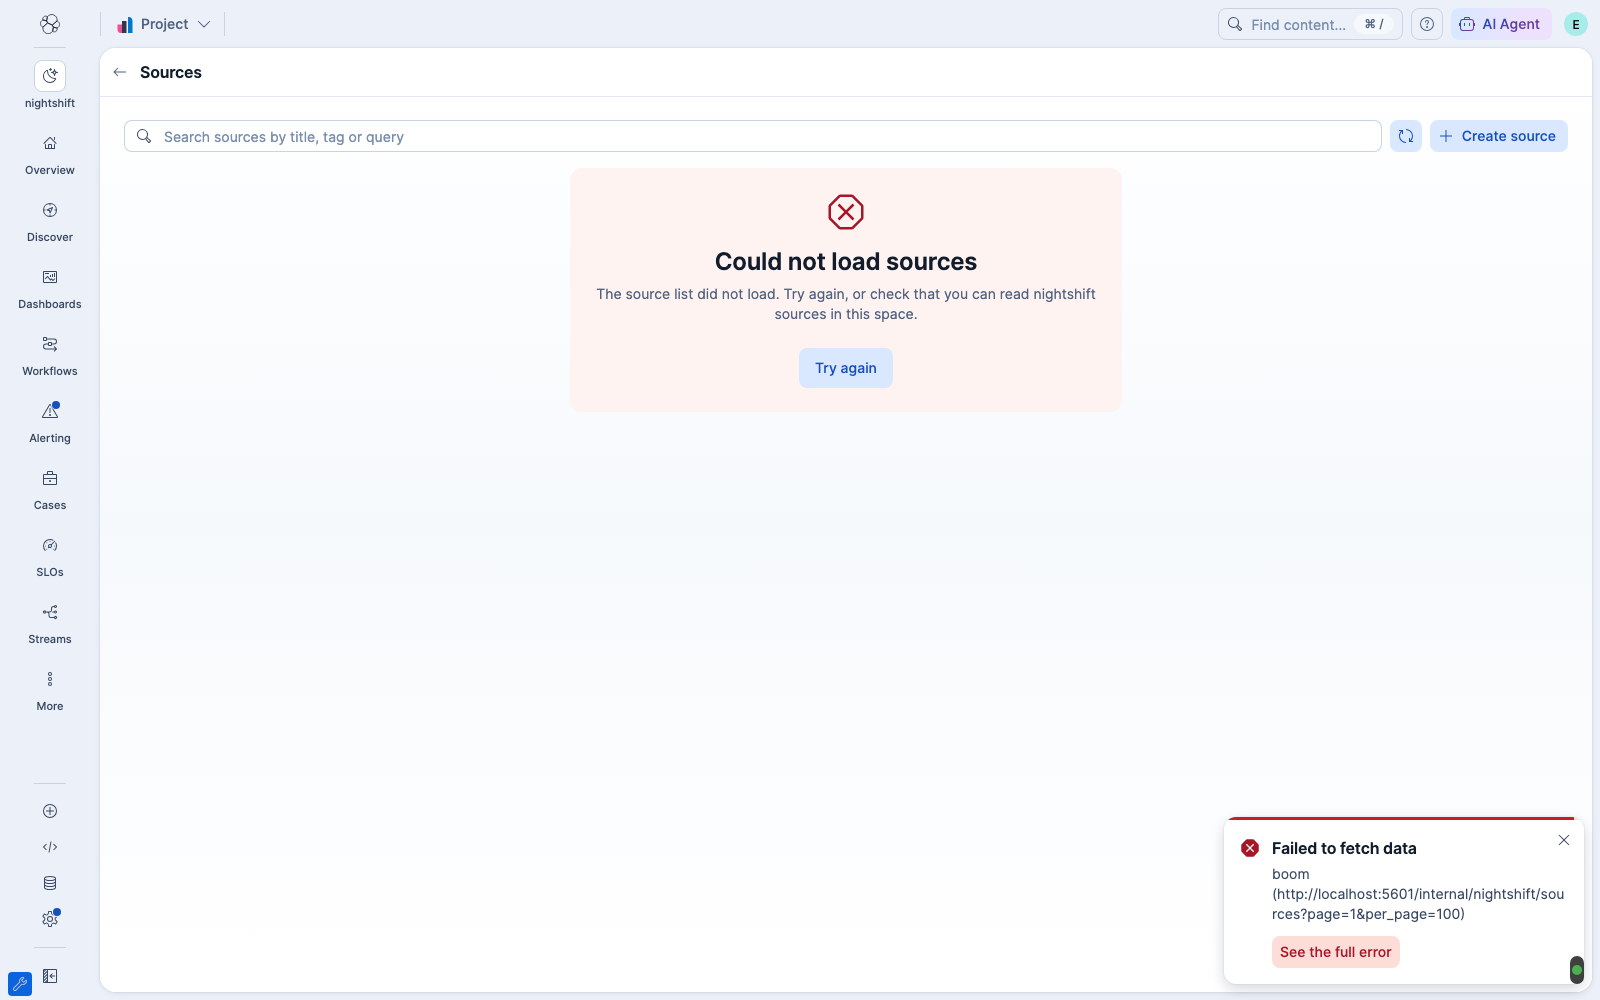 Project
Find content...
⌘ /
AI Agent
E
nightshift
Overview
Discover
Dashboards
Workflows
Alerting
Cases
SLOs
Streams
More
Sources
Search sources by title, tag or query
Create source
Could not load sources
The source list did not load. Try again, or check that you can read nightshift
sources in this space.
Try again
Failed to fetch data
boom
(http://localhost:5601/internal/nightshift/sou
rces?page=1&per_page=100)
See the full error